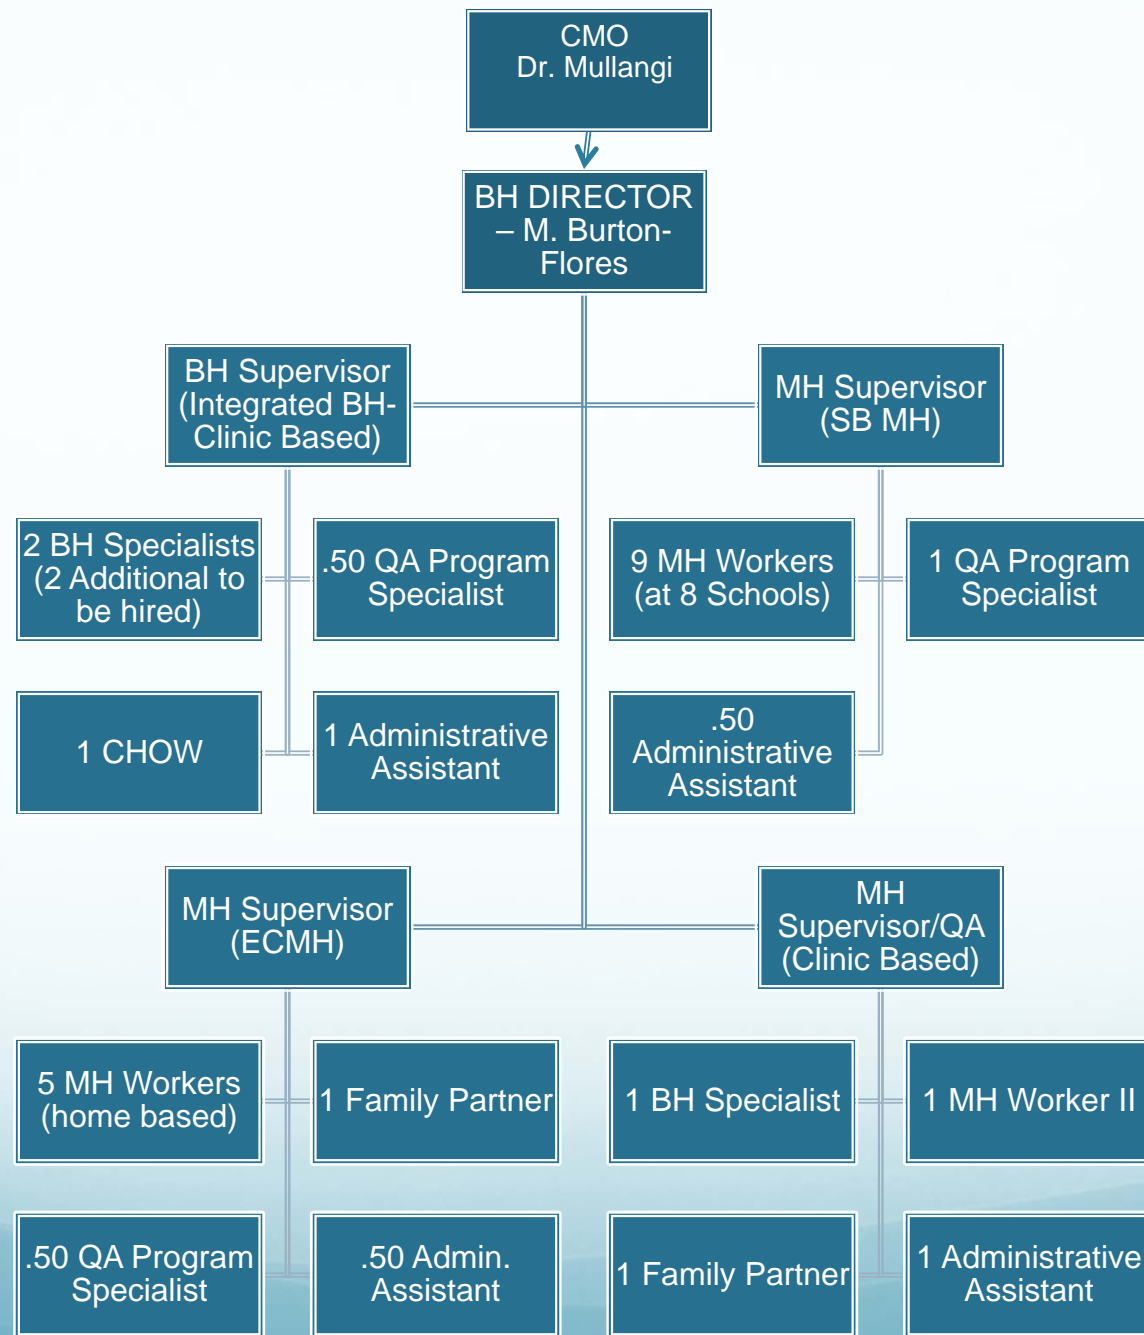 CMO
Dr. Mullangi
BH DIRECTOR
– M. Burton-
Flores
BH Supervisor
(Integrated BH-
Clinic Based)
MH Supervisor
(SB MH)
2 BH Specialists
(2 Additional to
be hired)
.50 QA Program
Specialist
9 MH Workers
(at 8 Schools)
1 QA Program
Specialist
1 CHOW
1 Administrative
Assistant
.50
Administrative
Assistant
MH Supervisor
(ECMH)
MH
Supervisor/QA
(Clinic Based)
5 MH Workers
(home based)
1 Family Partner
1 BH Specialist
1 MH Worker II
.50 QA Program
Specialist
.50 Admin.
Assistant
1 Family Partner
1 Administrative
Assistant